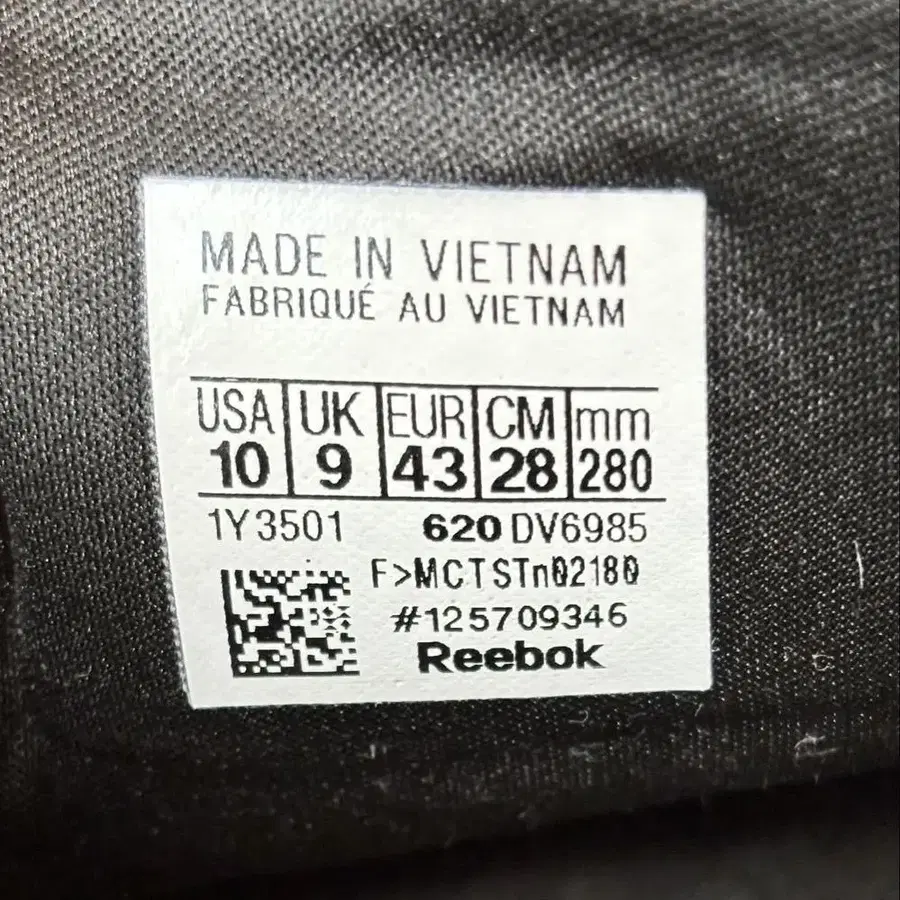 MADE IN VIETNAM
FABRIQUÉ AU VIETNAM
USA UK EUR CM mm
10 9 43 28 280
1Y3501 620 DV6985
F>MCTSTn02180
#125709346
Reebok